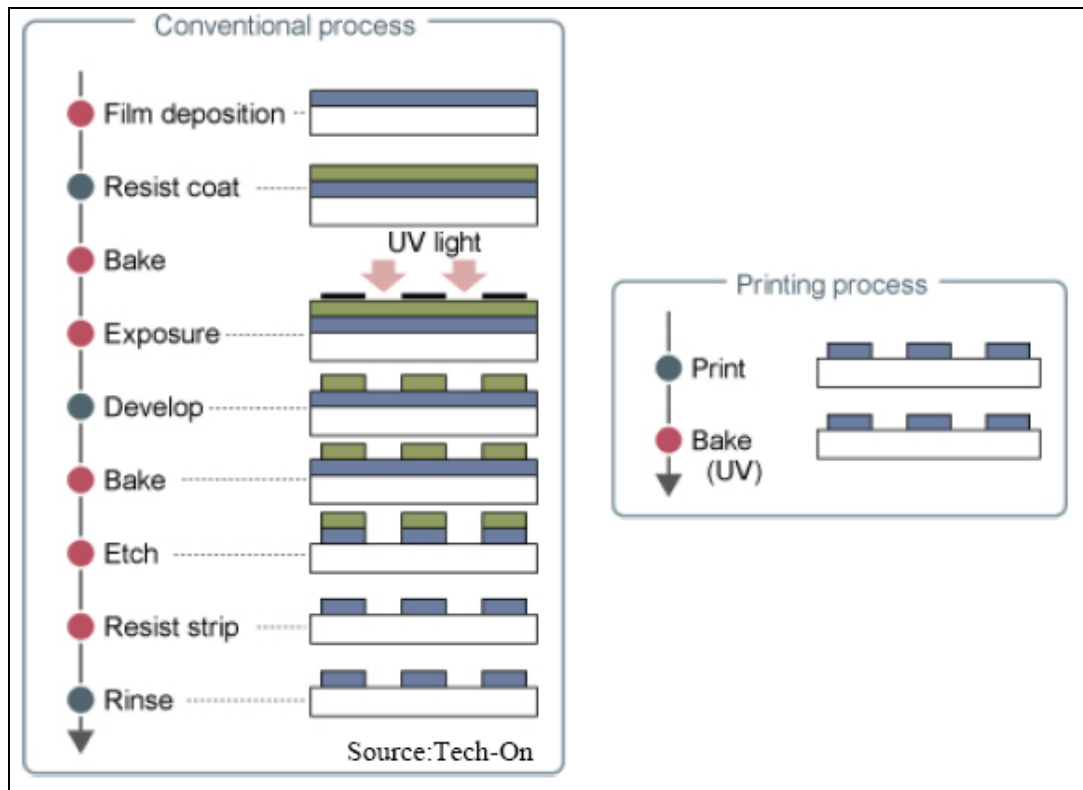 Conventional process
Film deposition
Resist coat
Bake
UV light
Exposure
Develop
Bake
Etch
Resist strip
Rinse
Source:Tech-On
Printing process
Print
Bake
(UV)